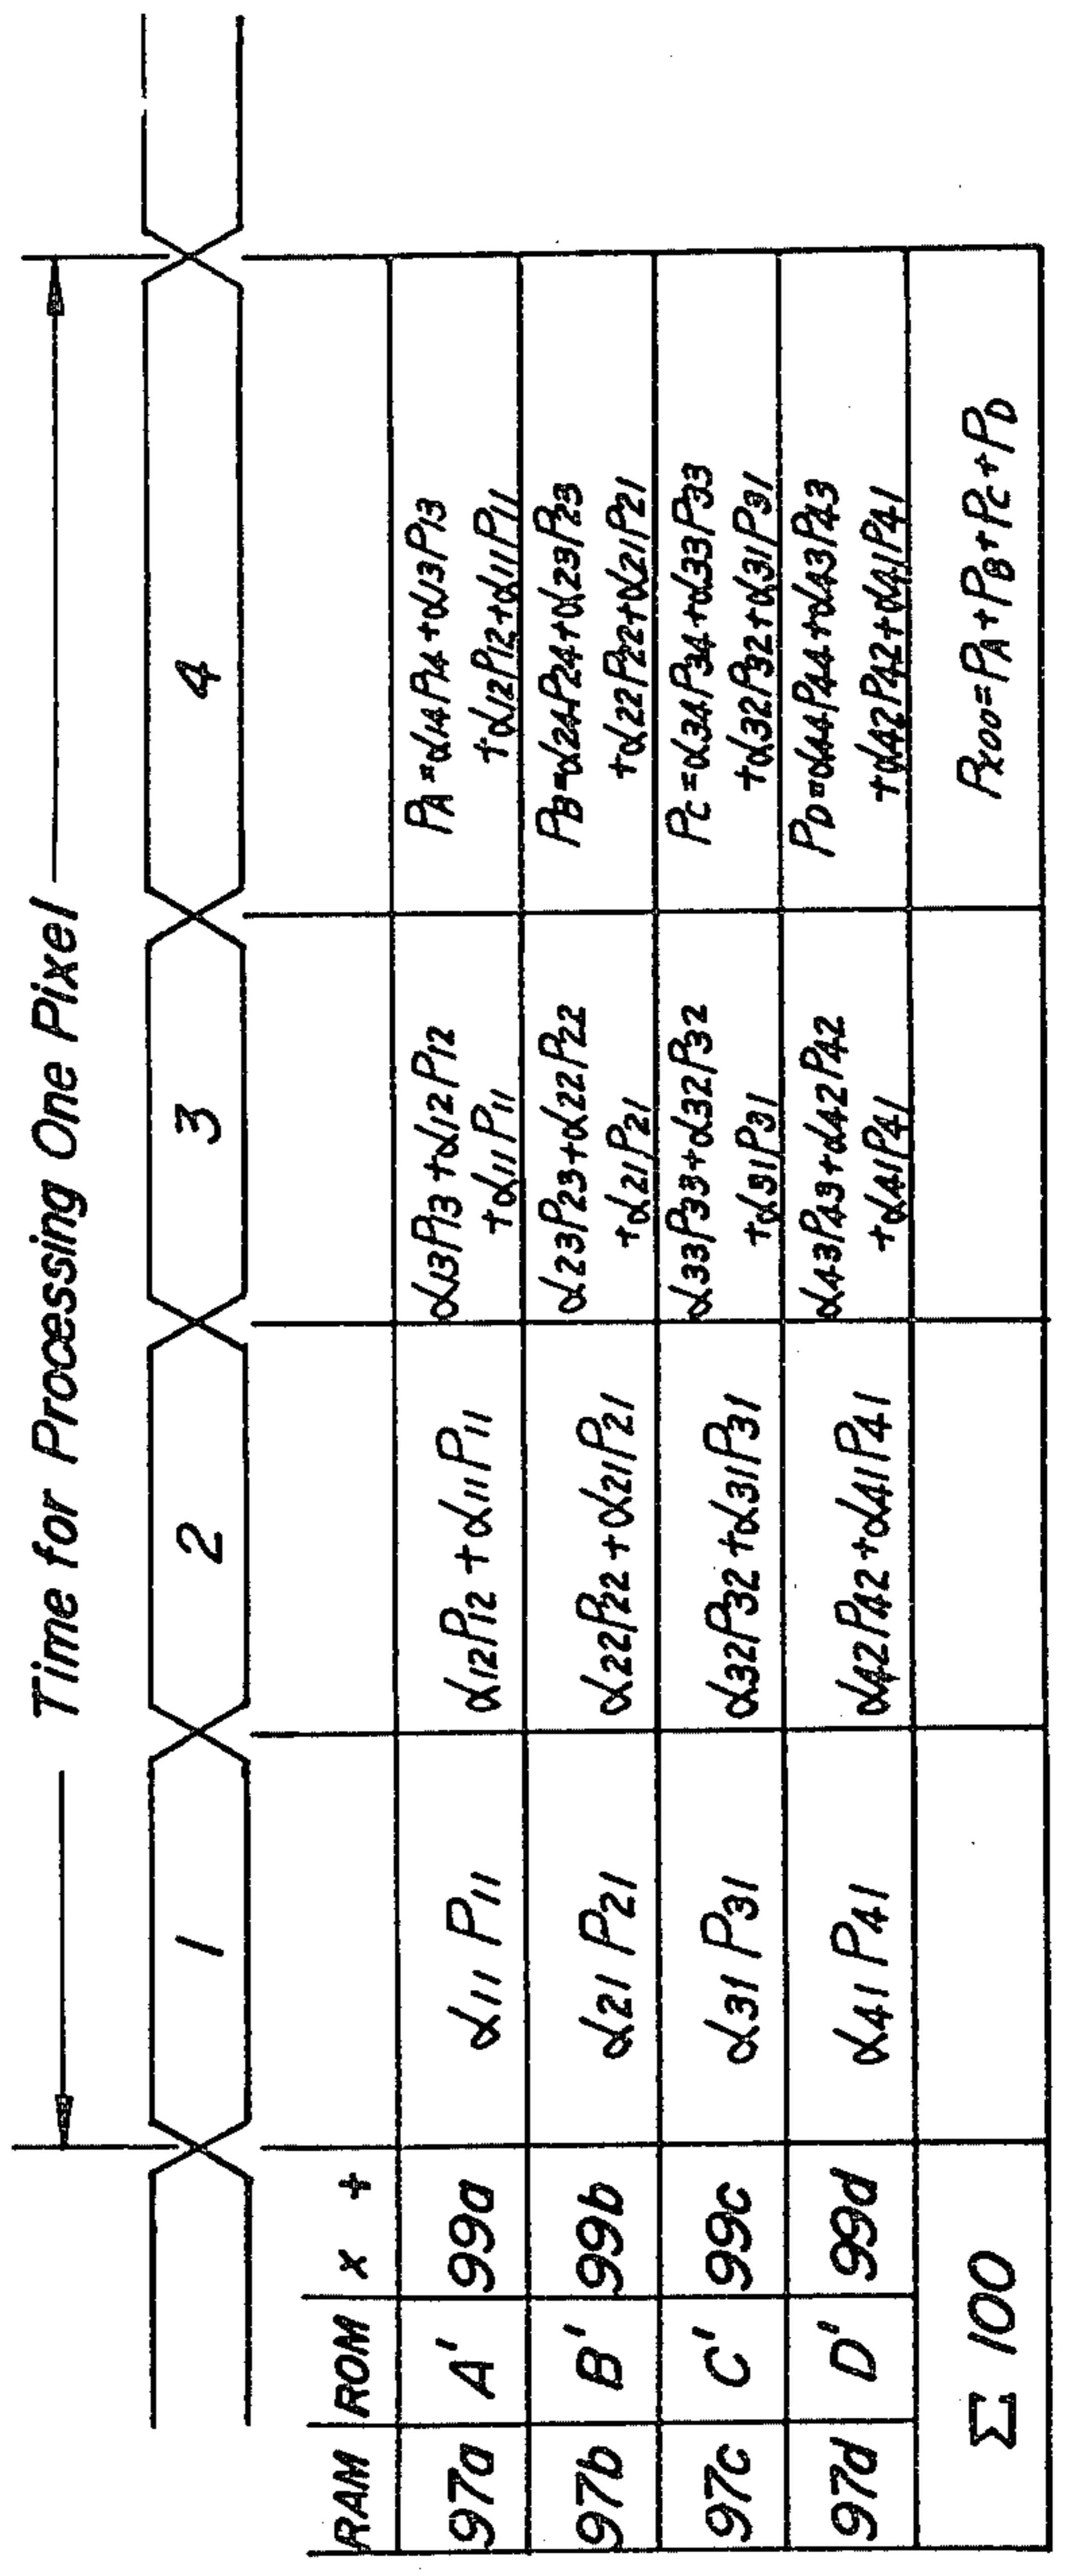 Time for Processing One Pixel
1 2 3 4
RAM ROM × +
97a A' 99a α11 P11 α12P12 + α11P11 α13P13 + α12P12 PA=α14P14+α13P13
+α11P11 +α12P12+α11P11
97b B' 99b α21 P21 α22P22 + α21P21 α23P23+α22P22 PB=α24P24+α23P23
+α21P21 +α22P22+α21P21
97c C' 99c α31 P31 α32P32 +α31P31 α33P33+α32P32 PC=α34P34+α33P33
+α31P31 +α32P32+α31P31
97d D' 99d α41 P41 α42P42+α41P41 α43P43+α42P42 PD=α44P44+α43P43
+α41P41 +α42P42+α41P41
Σ 100 PX00=PA+PB+PC+PD